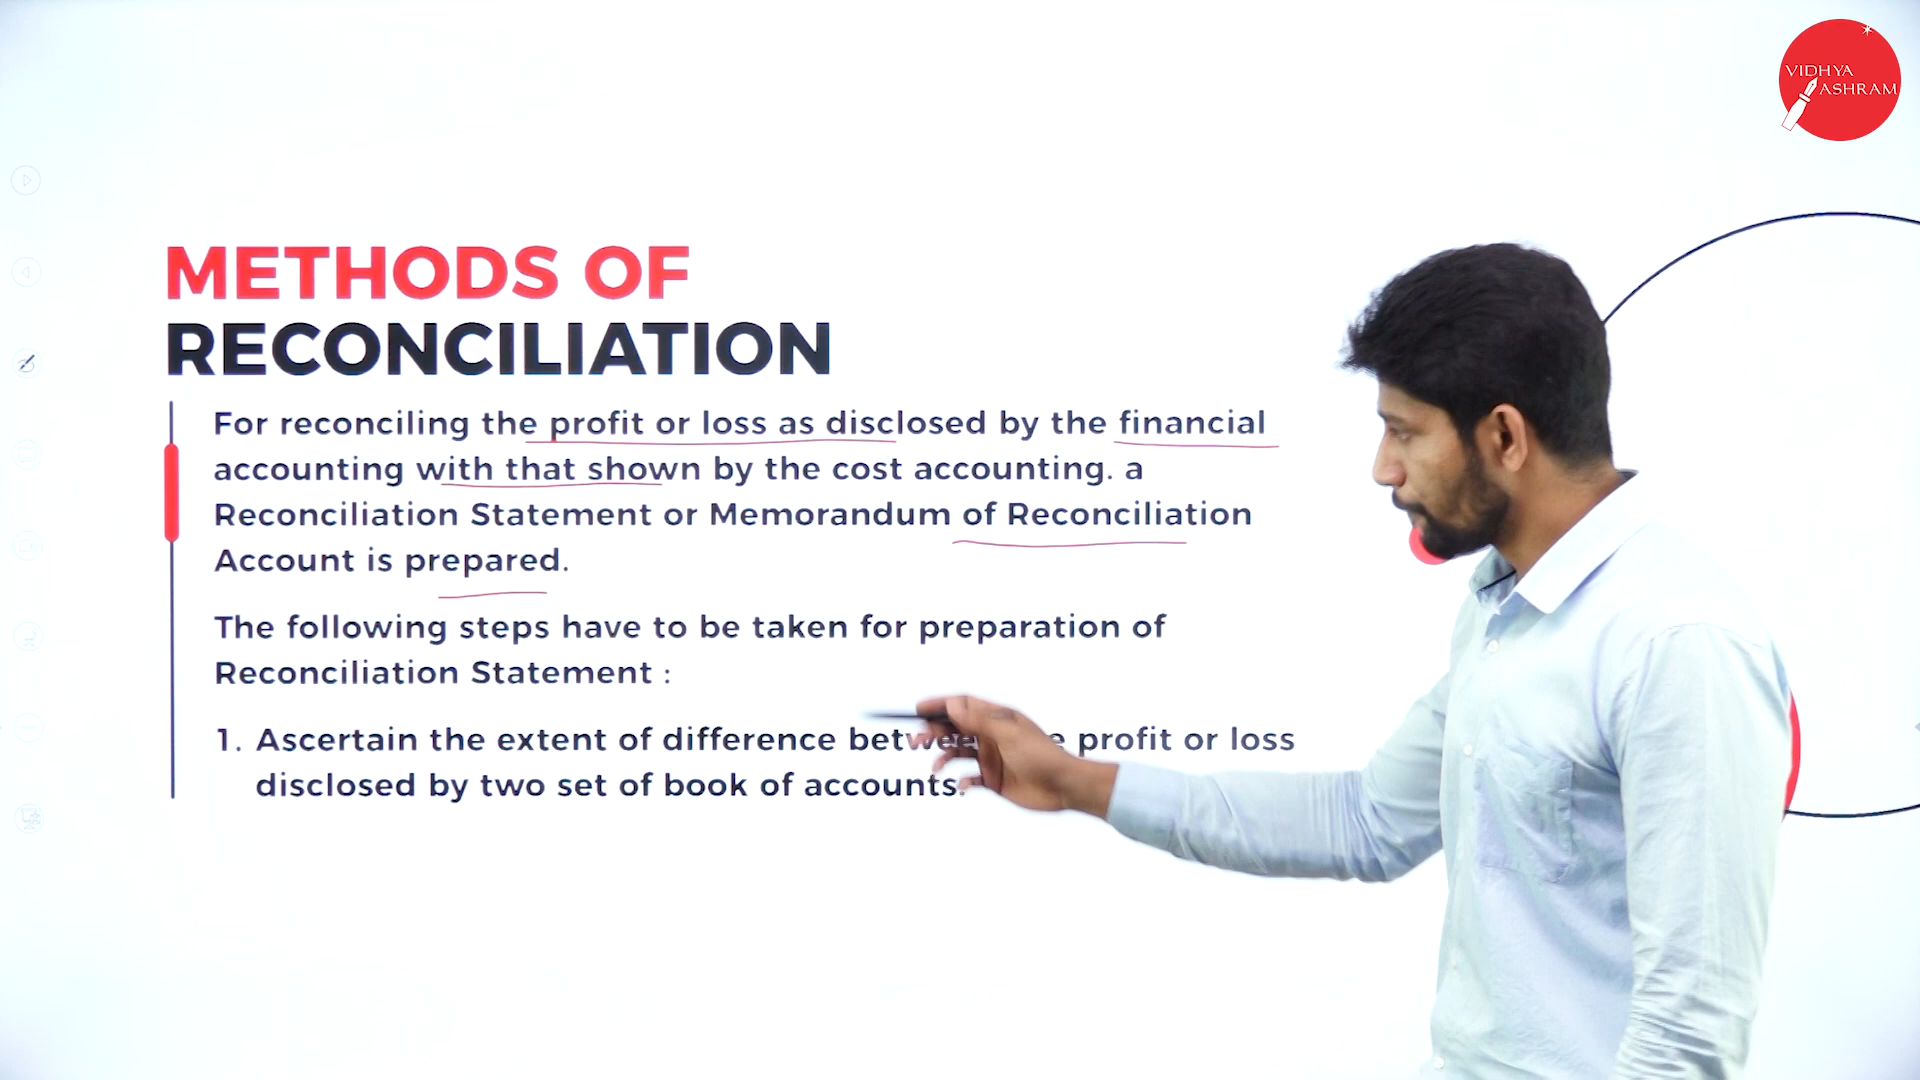 VIDHYA
ASHRAM
METHODS OF
RECONCILIATION
For reconciling the profit or loss as disclosed by the financial
accounting with that shown by the cost accounting. a
Reconciliation Statement or Memorandum of Reconciliation
Account is prepared.
The following steps have to be taken for preparation of
Reconciliation Statement :
1. Ascertain the extent of difference between profit or loss
disclosed by two set of book of accounts.